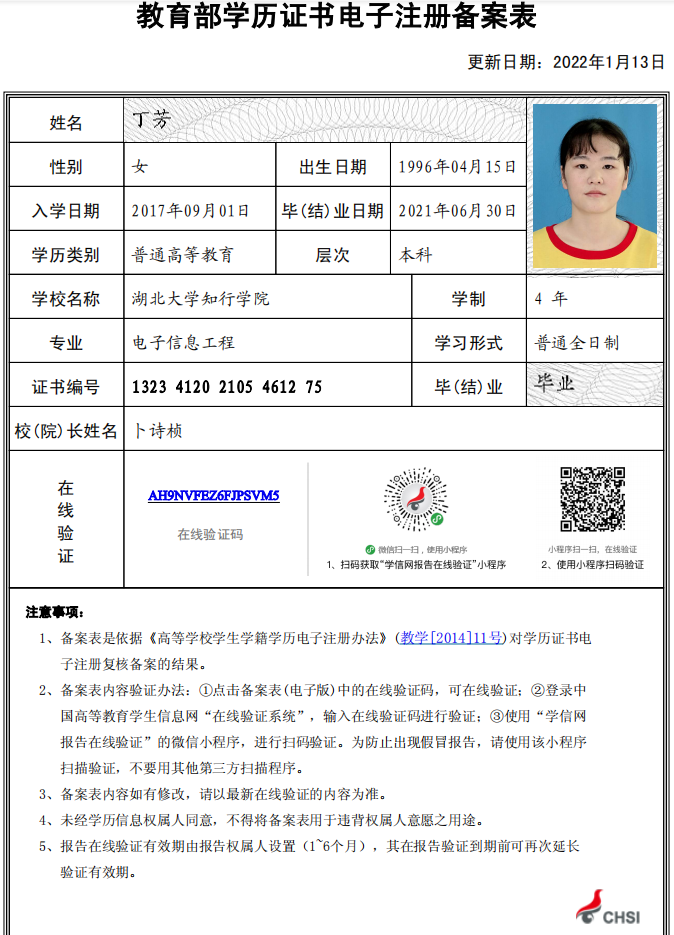 教育部学历证书电子注册备案表
更新日期：2022年1月13日
姓名 丁芳
性别 女 出生日期 1996年04月15日
入学日期 2017年09月01日 毕(结)业日期 2021年06月30日
学历类别 普通高等教育 层次 本科
学校名称 湖北大学知行学院 学制 4 年
专业 电子信息工程 学习形式 普通全日制
证书编号 1323 4120 2105 4612 75 毕(结)业 毕业
校(院)长姓名 卜诗桢
在线验证
AH9NVFEZ6FJPSVM5
在线验证码
微信扫一扫，使用小程序
1、扫码获取“学信网报告在线验证”小程序
小程序扫一扫，在线验证
2、使用小程序扫码验证
注意事项：
1、备案表是依据《高等学校学生学籍学历电子注册办法》(教学[2014]11号)对学历证书电
子注册复核备案的结果。
2、备案表内容验证办法：①点击备案表(电子版)中的在线验证码，可在线验证；②登录中
国高等教育学生信息网“在线验证系统”，输入在线验证码进行验证；③使用“学信网
报告在线验证”的微信小程序，进行扫码验证。为防止出现假冒报告，请使用该小程序
扫描验证，不要用其他第三方扫描程序。
3、备案表内容如有修改，请以最新在线验证的内容为准。
4、未经学历信息权属人同意，不得将备案表用于违背权属人意愿之用途。
5、报告在线验证有效期由报告权属人设置（1~6个月），其在报告验证到期前可再次延长
验证有效期。
CHSI